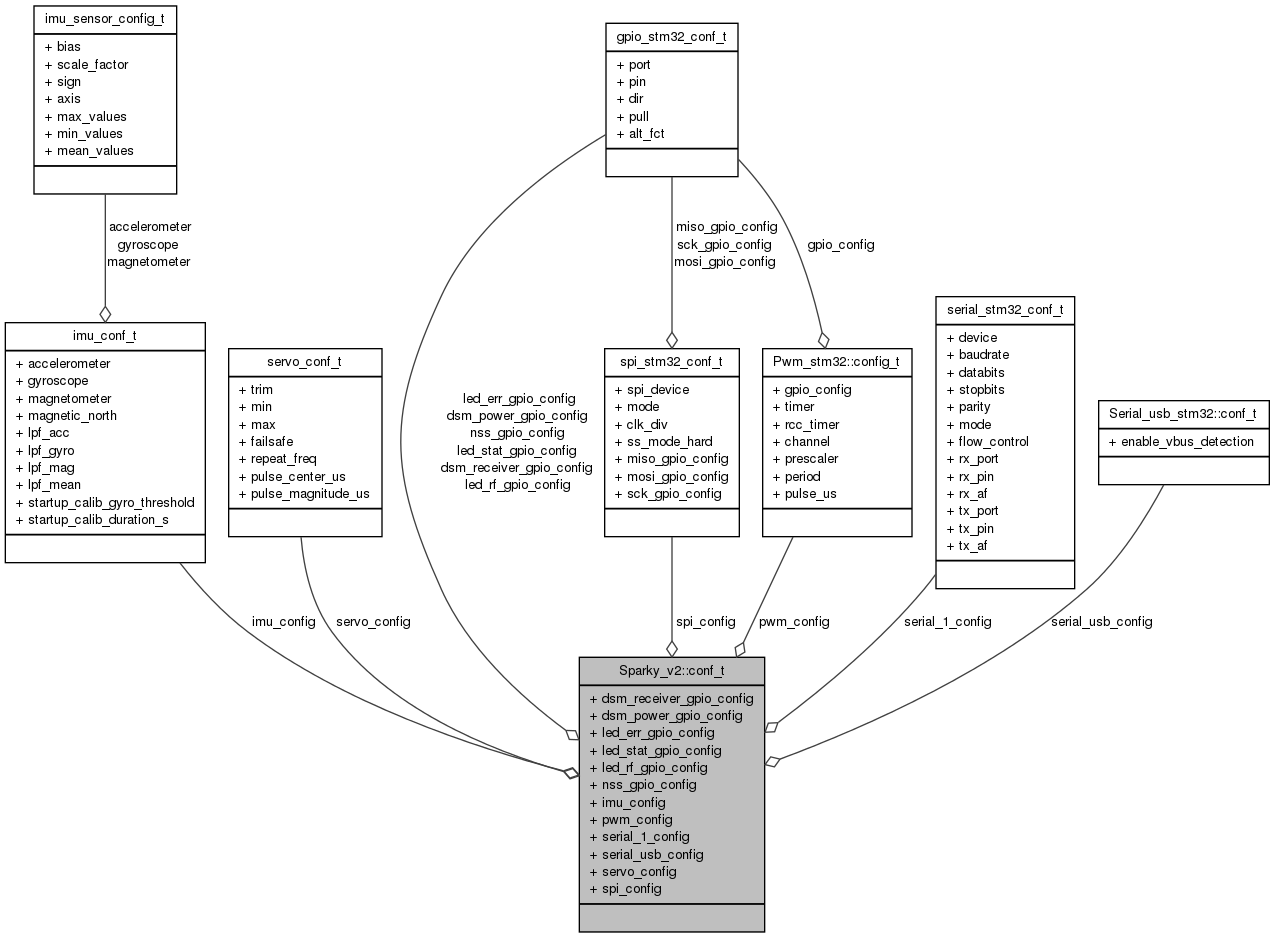 imu_sensor_config_t
+ bias
+ scale_factor
+ sign
+ axis
+ max_values
+ min_values
+ mean_values
gpio_stm32_conf_t
+ port
+ pin
+ dir
+ pull
+ alt_fct
accelerometer
gyroscope
magnetometer
miso_gpio_config
sck_gpio_config
mosi_gpio_config
gpio_config
imu_conf_t
+ accelerometer
+ gyroscope
+ magnetometer
+ magnetic_north
+ lpf_acc
+ lpf_gyro
+ lpf_mag
+ lpf_mean
+ startup_calib_gyro_threshold
+ startup_calib_duration_s
servo_conf_t
+ trim
+ min
+ max
+ failsafe
+ repeat_freq
+ pulse_center_us
+ pulse_magnitude_us
led_err_gpio_config
dsm_power_gpio_config
nss_gpio_config
led_stat_gpio_config
dsm_receiver_gpio_config
led_rf_gpio_config
spi_stm32_conf_t
+ spi_device
+ mode
+ clk_div
+ ss_mode_hard
+ miso_gpio_config
+ mosi_gpio_config
+ sck_gpio_config
Pwm_stm32::config_t
+ gpio_config
+ timer
+ rcc_timer
+ channel
+ prescaler
+ period
+ pulse_us
serial_stm32_conf_t
+ device
+ baudrate
+ databits
+ stopbits
+ parity
+ mode
+ flow_control
+ rx_port
+ rx_pin
+ rx_af
+ tx_port
+ tx_pin
+ tx_af
Serial_usb_stm32::conf_t
+ enable_vbus_detection
imu_config
servo_config
spi_config
pwm_config
serial_1_config
serial_usb_config
Sparky_v2::conf_t
+ dsm_receiver_gpio_config
+ dsm_power_gpio_config
+ led_err_gpio_config
+ led_stat_gpio_config
+ led_rf_gpio_config
+ nss_gpio_config
+ imu_config
+ pwm_config
+ serial_1_config
+ serial_usb_config
+ servo_config
+ spi_config